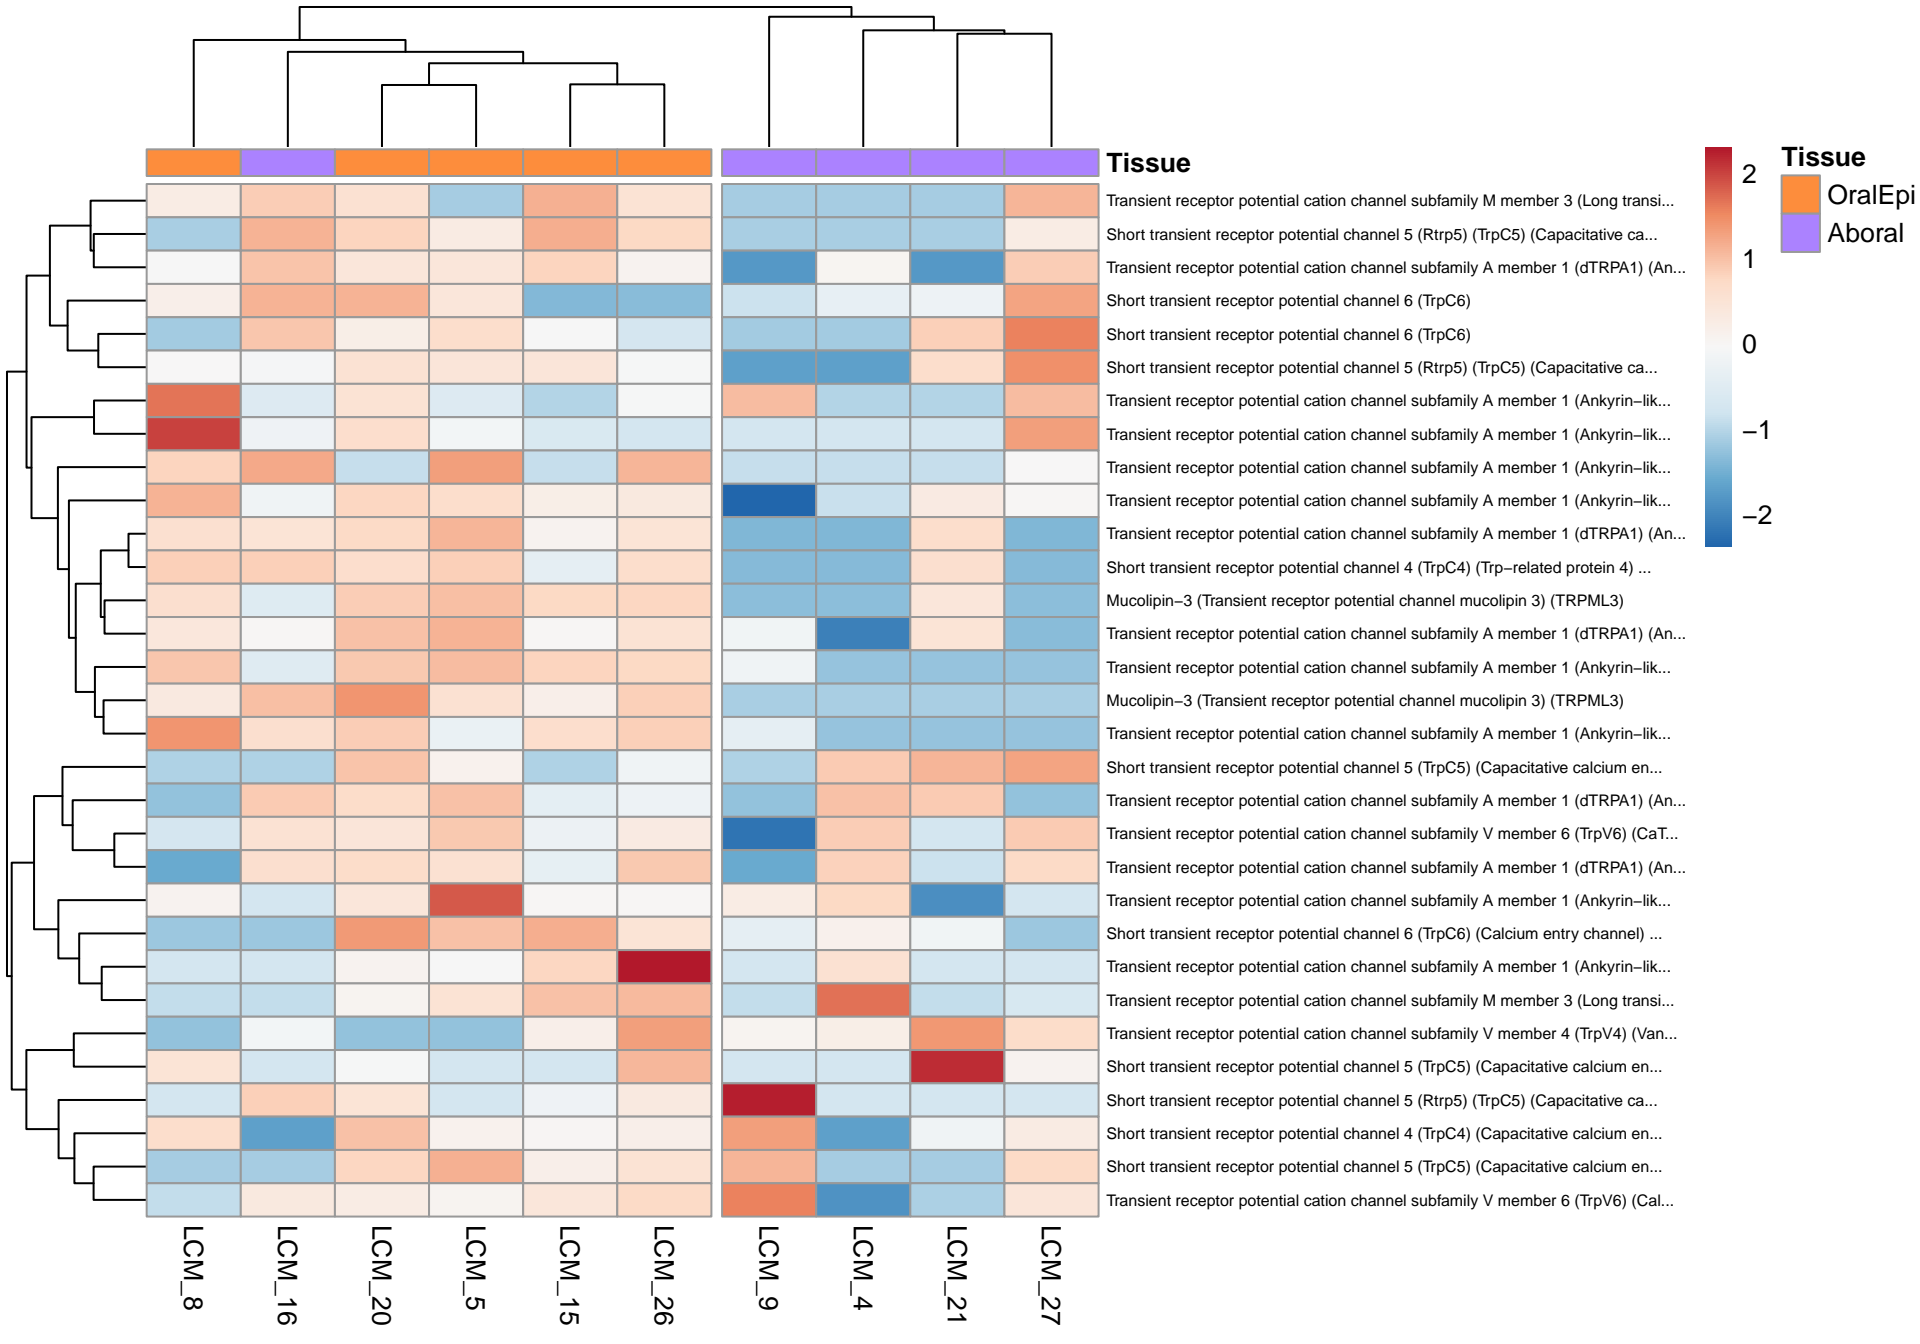 Tissue
Transient receptor potential cation channel subfamily M member 3 (Long transi...
Short transient receptor potential channel 5 (Rtrp5) (TrpC5) (Capacitative ca...
Transient receptor potential cation channel subfamily A member 1 (dTRPA1) (An...
Short transient receptor potential channel 6 (TrpC6)
Short transient receptor potential channel 6 (TrpC6)
Short transient receptor potential channel 5 (Rtrp5) (TrpC5) (Capacitative ca...
Transient receptor potential cation channel subfamily A member 1 (Ankyrin−lik...
Transient receptor potential cation channel subfamily A member 1 (Ankyrin−lik...
Transient receptor potential cation channel subfamily A member 1 (Ankyrin−lik...
Transient receptor potential cation channel subfamily A member 1 (Ankyrin−lik...
Transient receptor potential cation channel subfamily A member 1 (dTRPA1) (An...
Short transient receptor potential channel 4 (TrpC4) (Trp−related protein 4) ...
Mucolipin−3 (Transient receptor potential channel mucolipin 3) (TRPML3)
Transient receptor potential cation channel subfamily A member 1 (dTRPA1) (An...
Transient receptor potential cation channel subfamily A member 1 (Ankyrin−lik...
Mucolipin−3 (Transient receptor potential channel mucolipin 3) (TRPML3)
Transient receptor potential cation channel subfamily A member 1 (Ankyrin−lik...
Short transient receptor potential channel 5 (TrpC5) (Capacitative calcium en...
Transient receptor potential cation channel subfamily A member 1 (dTRPA1) (An...
Transient receptor potential cation channel subfamily V member 6 (TrpV6) (CaT...
Transient receptor potential cation channel subfamily A member 1 (dTRPA1) (An...
Transient receptor potential cation channel subfamily A member 1 (Ankyrin−lik...
Short transient receptor potential channel 6 (TrpC6) (Calcium entry channel) ...
Transient receptor potential cation channel subfamily A member 1 (Ankyrin−lik...
Transient receptor potential cation channel subfamily M member 3 (Long transi...
Transient receptor potential cation channel subfamily V member 4 (TrpV4) (Van...
Short transient receptor potential channel 5 (TrpC5) (Capacitative calcium en...
Short transient receptor potential channel 5 (Rtrp5) (TrpC5) (Capacitative ca...
Short transient receptor potential channel 4 (TrpC4) (Capacitative calcium en...
Short transient receptor potential channel 5 (TrpC5) (Capacitative calcium en...
Transient receptor potential cation channel subfamily V member 6 (TrpV6) (Cal...
LCM_8
LCM_16
LCM_20
LCM_5
LCM_15
LCM_26
LCM_9
LCM_4
LCM_21
LCM_27
2
1
0
−1
−2
Tissue
OralEpi
Aboral